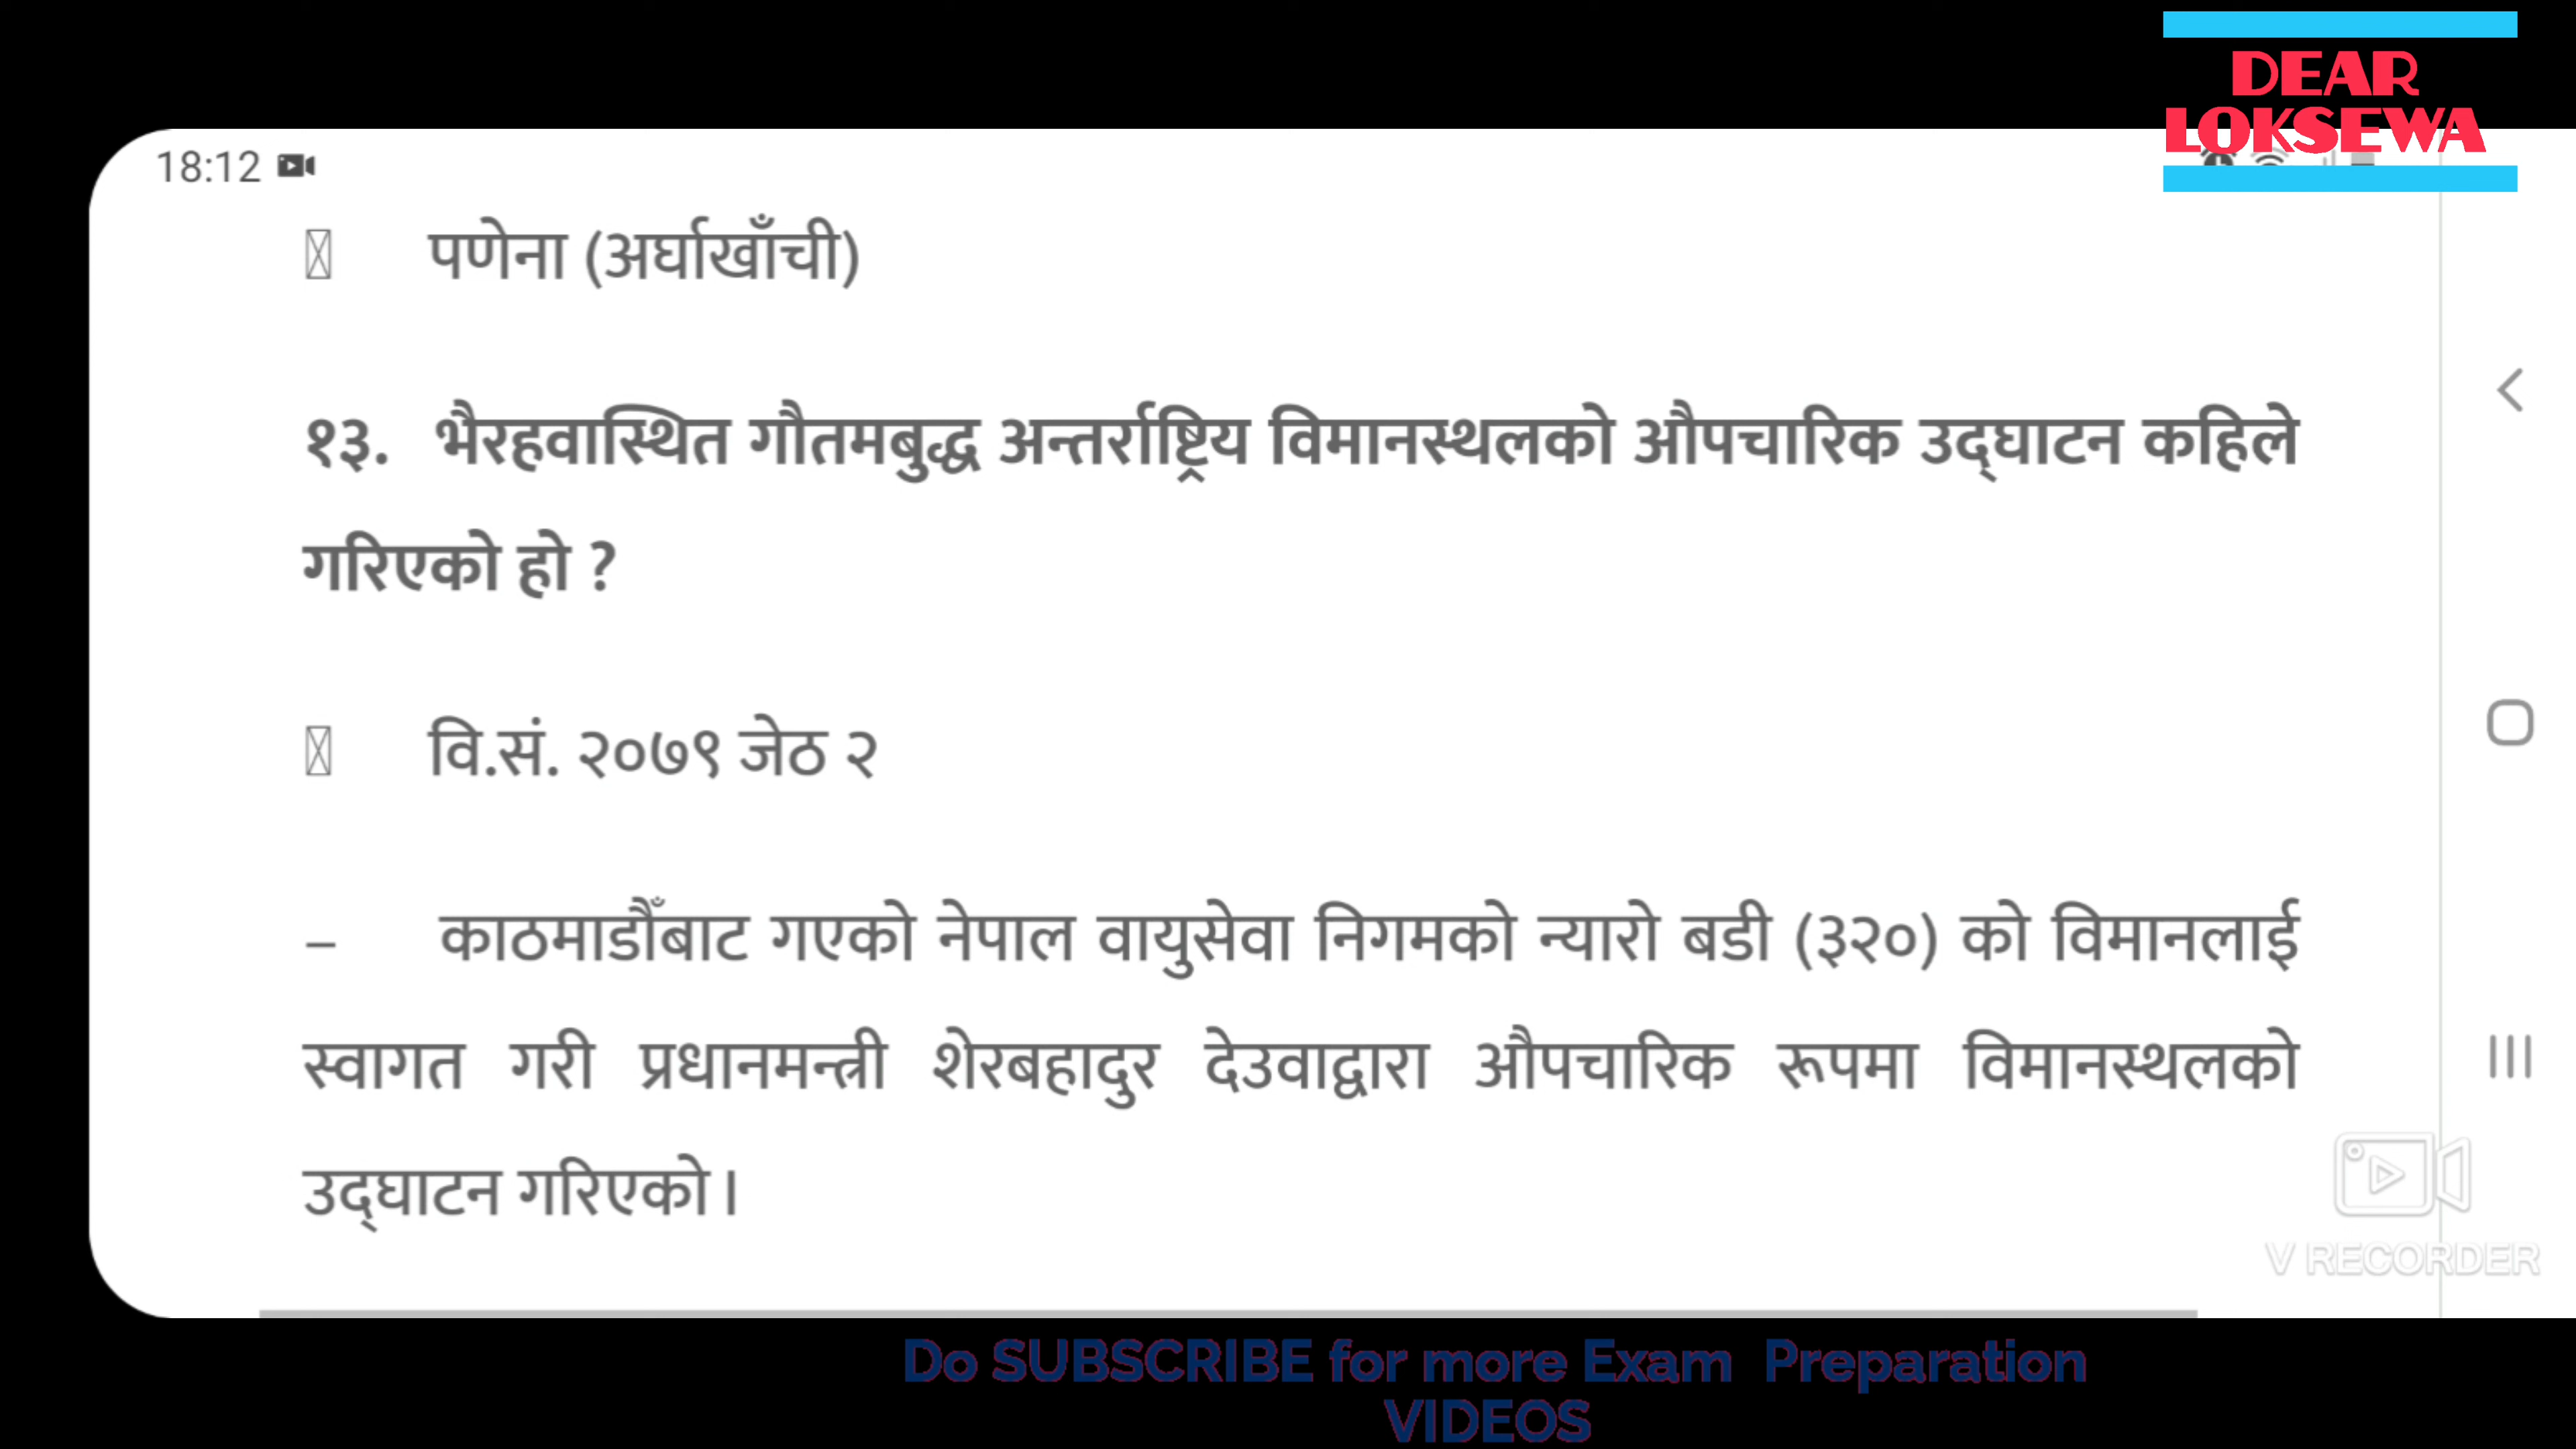 DEAR
LOKSEWA
18:12
पणेना (अर्घाखाँची)
१३. भैरहवास्थित गौतमबुद्ध अन्तर्राष्ट्रिय विमानस्थलको औपचारिक उद्‌घाटन कहिले
गरिएको हो ?
वि.सं. २०७९ जेठ २
– काठमाडौँबाट गएको नेपाल वायुसेवा निगमको न्यारो बडी (३२०) को विमानलाई
स्वागत गरी प्रधानमन्त्री शेरबहादुर देउवाद्वारा औपचारिक रूपमा विमानस्थलको
उद्‌घाटन गरिएको।
V RECORDER
Do SUBSCRIBE for more Exam Preparation
VIDEOS